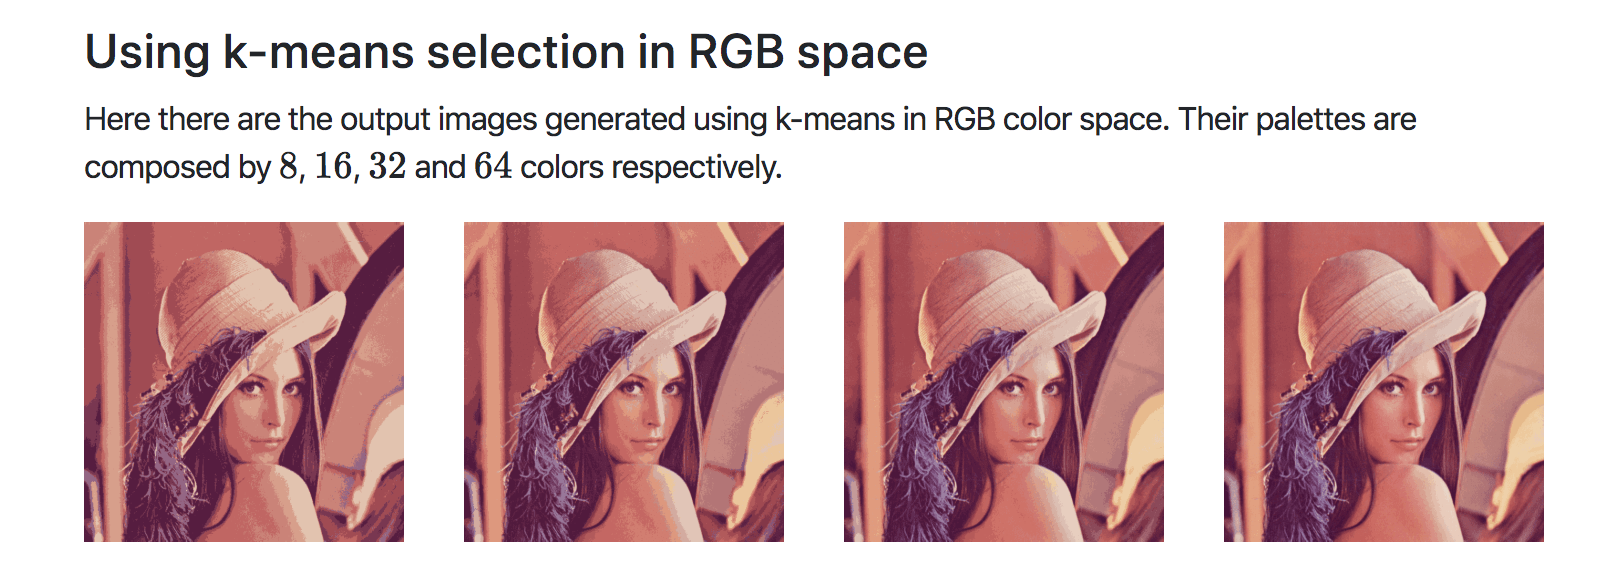 Using k-means selection in RGB space
Here there are the output images generated using k-means in RGB color space. Their palettes are
composed by 8, 16, 32 and 64 colors respectively.